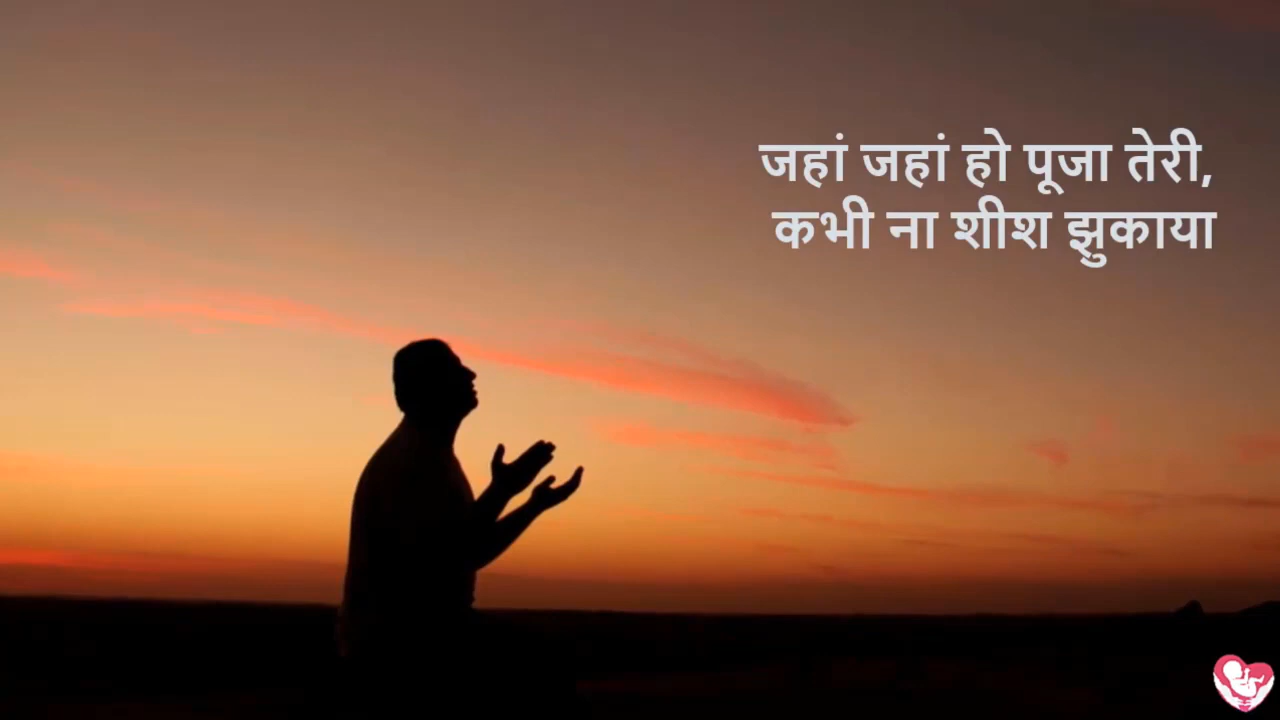 जहां जहां हो पूजा तेरी,
कभी ना शीश झुकाया